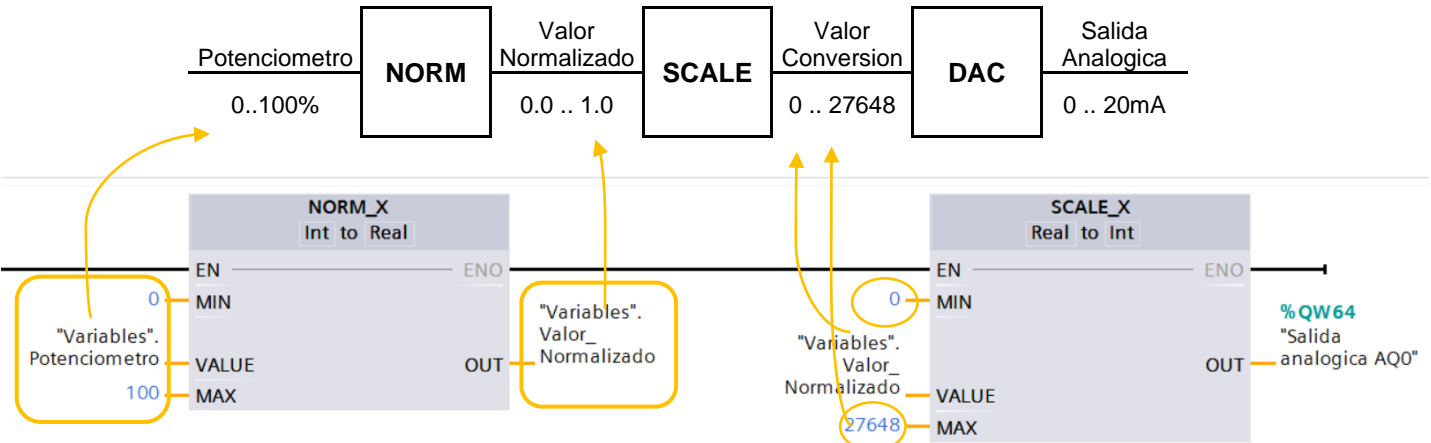 Potenciometro
0..100%
NORM
Valor
Normalizado
0.0 .. 1.0
SCALE
Valor
Conversion
0 .. 27648
DAC
Salida
Analogica
0 .. 20mA
NORM_X
Int to Real
EN
ENO
0
MIN
"Variables".
Potenciometro
VALUE
100
MAX
OUT
"Variables".
Valor_
Normalizado
SCALE_X
Real to Int
EN
ENO
0
MIN
"Variables".
Valor_
Normalizado
VALUE
27648
MAX
OUT
%QW64
"Salida
analogica AQ0"